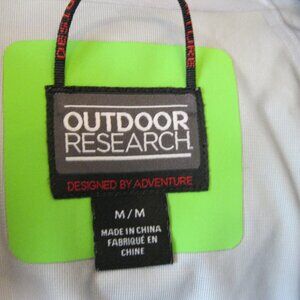 OUTDOOR
RESEARCH
DESIGNED BY ADVENTURE
M/M
MADE IN CHINA
FABRIQUÉ EN
CHINE